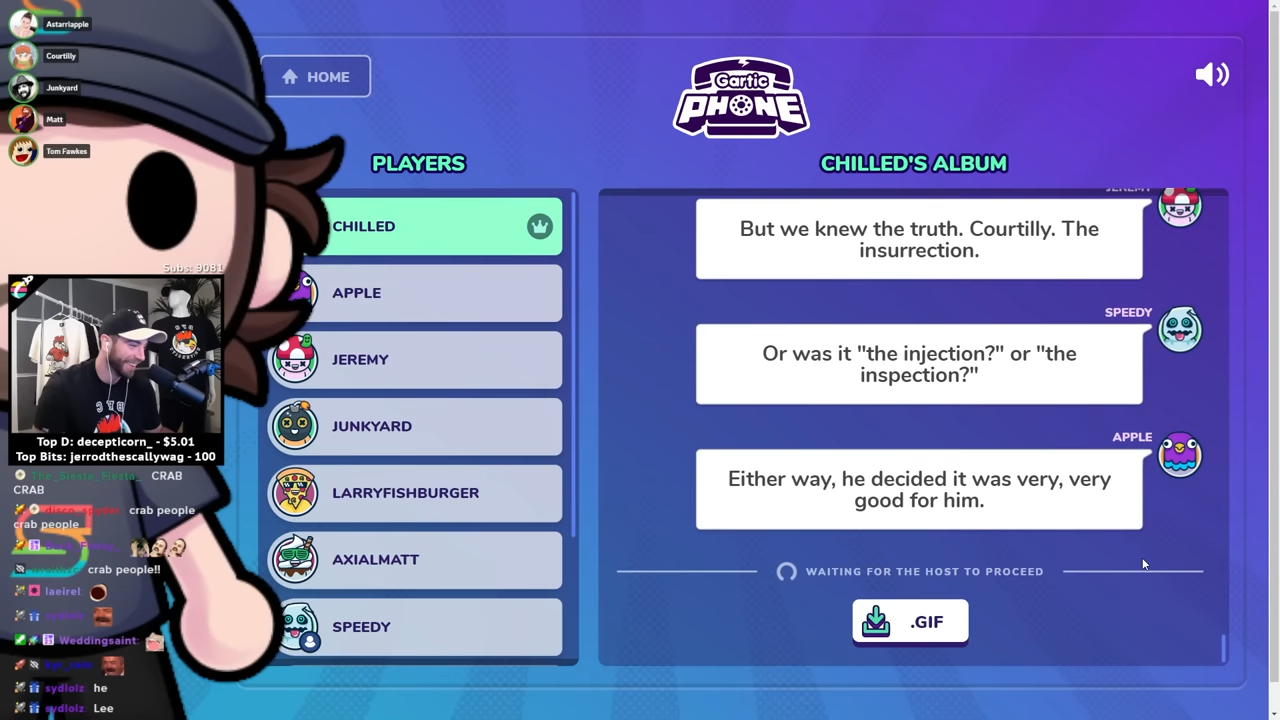 Astarriapple
Courtilly
Junkyard
Matt
Tom Fawkes
HOME
Gartic
PHONE
PLAYERS
CHILLED
APPLE
JEREMY
JUNKYARD
LARRYFISHBURGER
AXIALMATT
SPEEDY
CHILLED'S ALBUM
JEREMY
But we knew the truth. Courtilly. The
insurrection.
SPEEDY
Or was it "the injection?" or "the
inspection?"
APPLE
Either way, he decided it was very, very
good for him.
WAITING FOR THE HOST TO PROCEED
.GIF
Subs: 9081
Top D: decepticorn_ - $5.01
Top Bits: jerrodthescallywag - 100
The_Siesta_Fiesta_ CRAB
CRAB
crab people
crab people
crab people!!
laeirel:
sydlolz:
Weddingsaint:
sydlolz: he
sydlolz: Lee